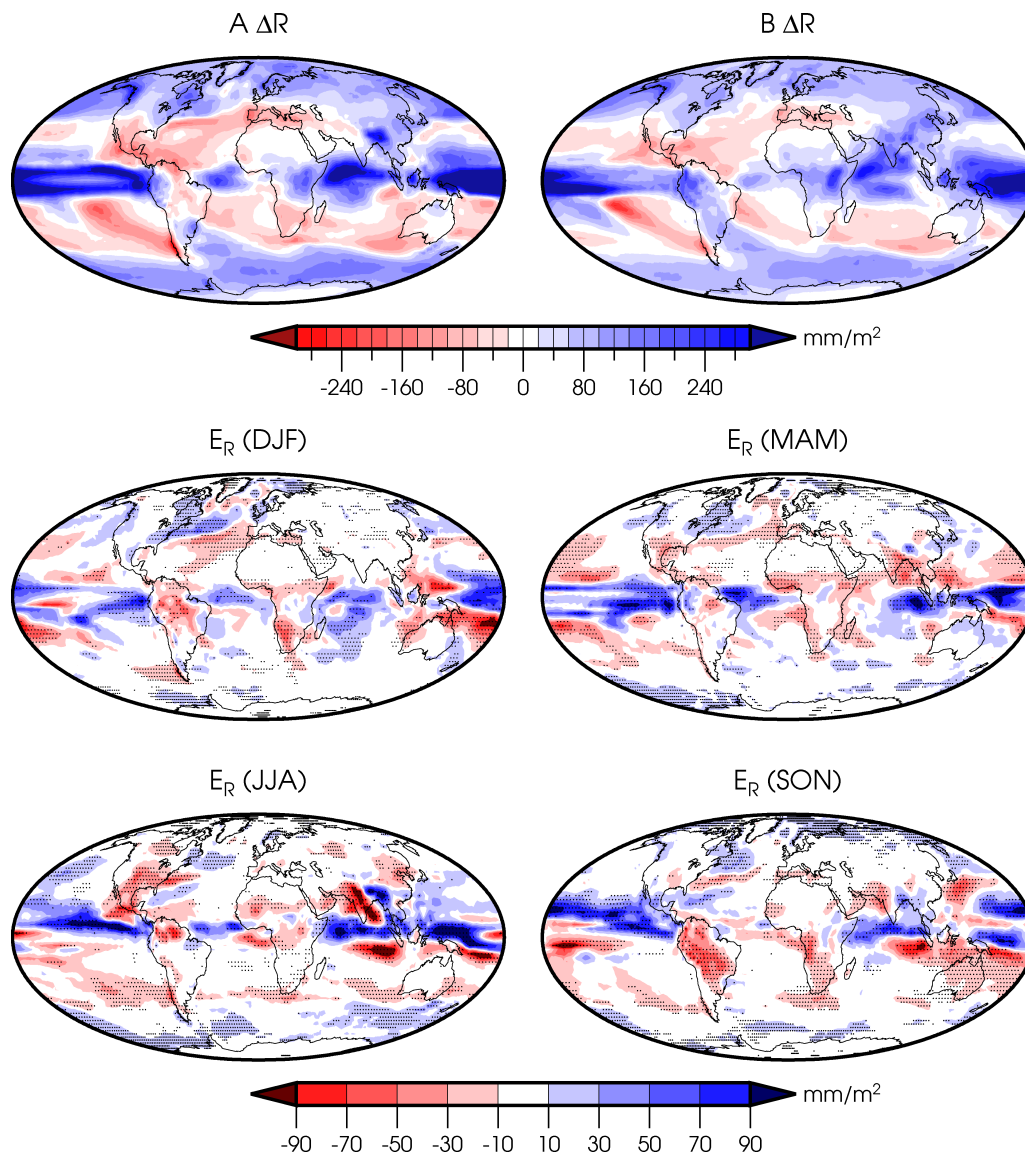 A ΔR B ΔR
mm/m²
-240 -160 -80 0 80 160 240
E_R (DJF) E_R (MAM)
E_R (JJA) E_R (SON)
mm/m²
-90 -70 -50 -30 -10 10 30 50 70 90